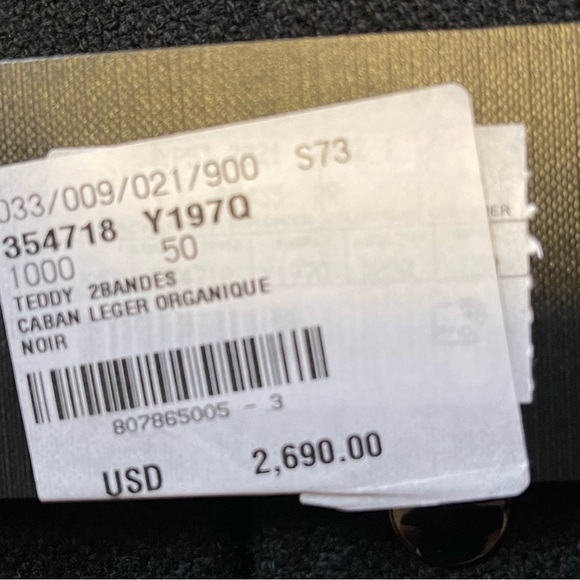 033/009/021/900 S73
354718 Y197Q
1000 50
TEDDY 2BANDES
CABAN LEGER ORGANIQUE
NOIR
807865005 - 3
USD 2,690.00